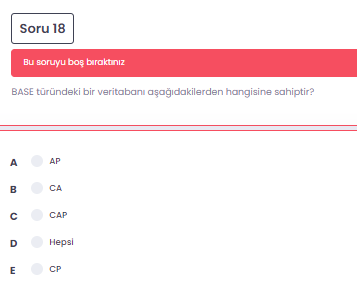 Soru 18
Bu soruyu boş bıraktınız
BASE türündeki bir veritabanı aşağıdakilerden hangisine sahiptir?
A AP
B CA
C CAP
D Hepsi
E CP